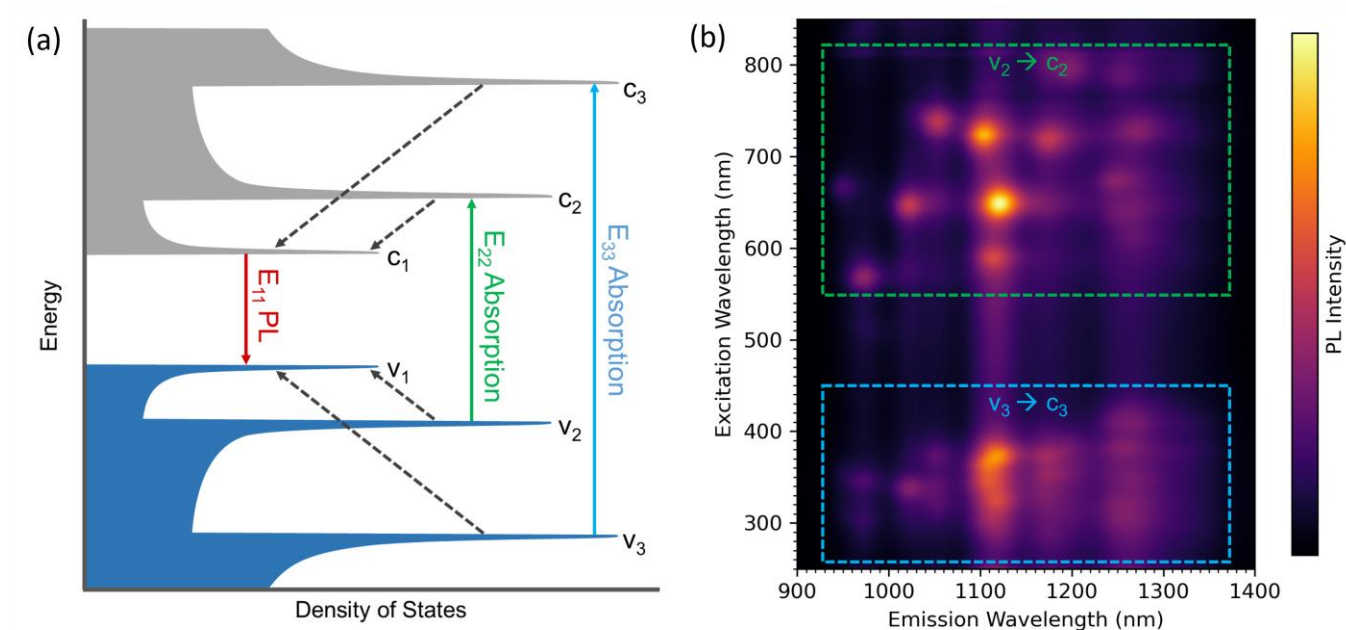 (a)
c₃
c₂
c₁
E₁₁ PL
E₂₂ Absorption
E₃₃ Absorption
v₁
v₂
v₃
Energy
Density of States
(b)
v₂ → c₂
v₃ → c₃
800
700
600
500
400
300
Excitation Wavelength (nm)
900 1000 1100 1200 1300 1400
Emission Wavelength (nm)
PL Intensity